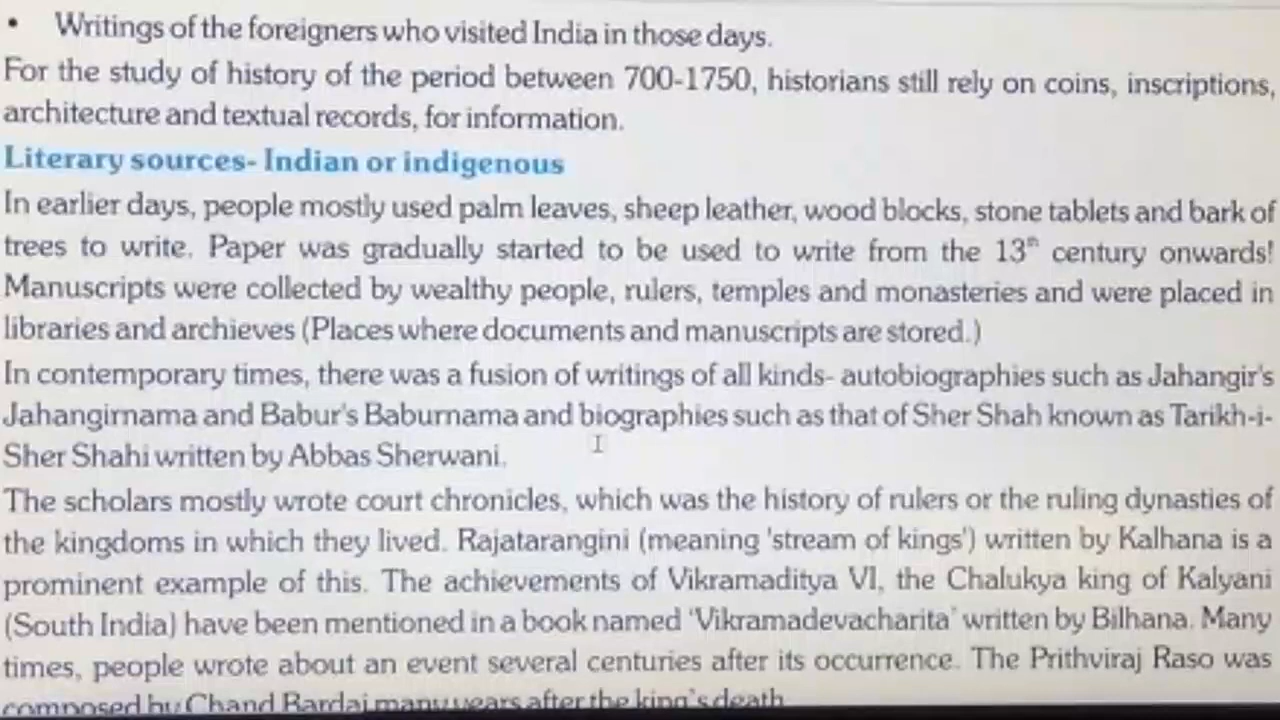 • Writings of the foreigners who visited India in those days.
For the study of history of the period between 700-1750, historians still rely on coins, inscriptions,
architecture and textual records, for information.
Literary sources- Indian or indigenous
In earlier days, people mostly used palm leaves, sheep leather, wood blocks, stone tablets and bark of
trees to write. Paper was gradually started to be used to write from the 13th century onwards!
Manuscripts were collected by wealthy people, rulers, temples and monasteries and were placed in
libraries and archieves (Places where documents and manuscripts are stored.)
In contemporary times, there was a fusion of writings of all kinds- autobiographies such as Jahangir's
Jahangirnama and Babur's Baburnama and biographies such as that of Sher Shah known as Tarikh-i-
Sher Shahi written by Abbas Sherwani.
The scholars mostly wrote court chronicles, which was the history of rulers or the ruling dynasties of
the kingdoms in which they lived. Rajatarangini (meaning 'stream of kings') written by Kalhana is a
prominent example of this. The achievements of Vikramaditya VI, the Chalukya king of Kalyani
(South India) have been mentioned in a book named 'Vikramadevacharita' written by Bilhana. Many
times, people wrote about an event several centuries after its occurrence. The Prithviraj Raso was
composed by Chand Bardai many years after the king's death